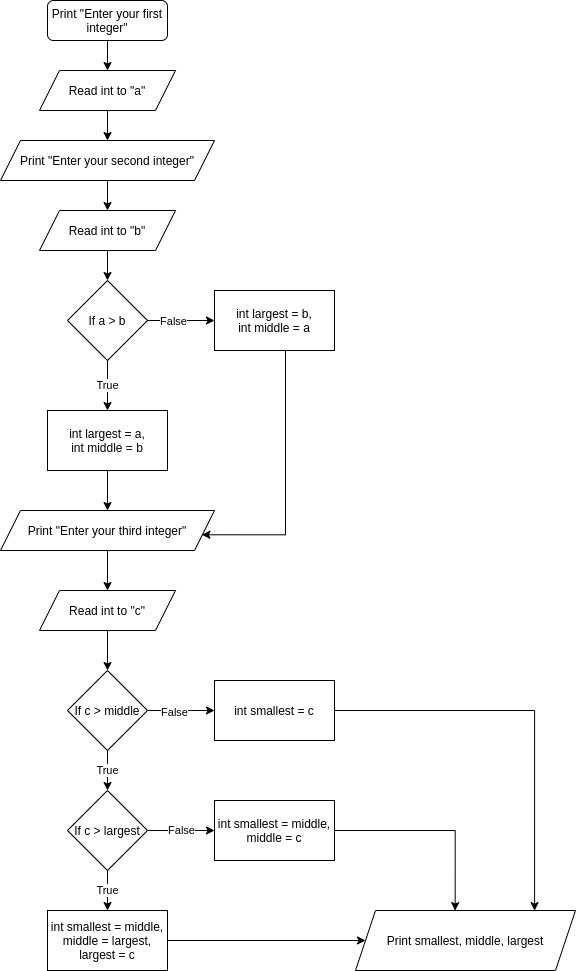 Print "Enter your first
integer"
Read int to "a"
Print "Enter your second integer"
Read int to "b"
If a > b
False
int largest = b,
int middle = a
True
int largest = a,
int middle = b
Print "Enter your third integer"
Read int to "c"
If c > middle
False
int smallest = c
True
If c > largest
False
int smallest = middle,
middle = c
True
int smallest = middle,
middle = largest,
largest = c
Print smallest, middle, largest